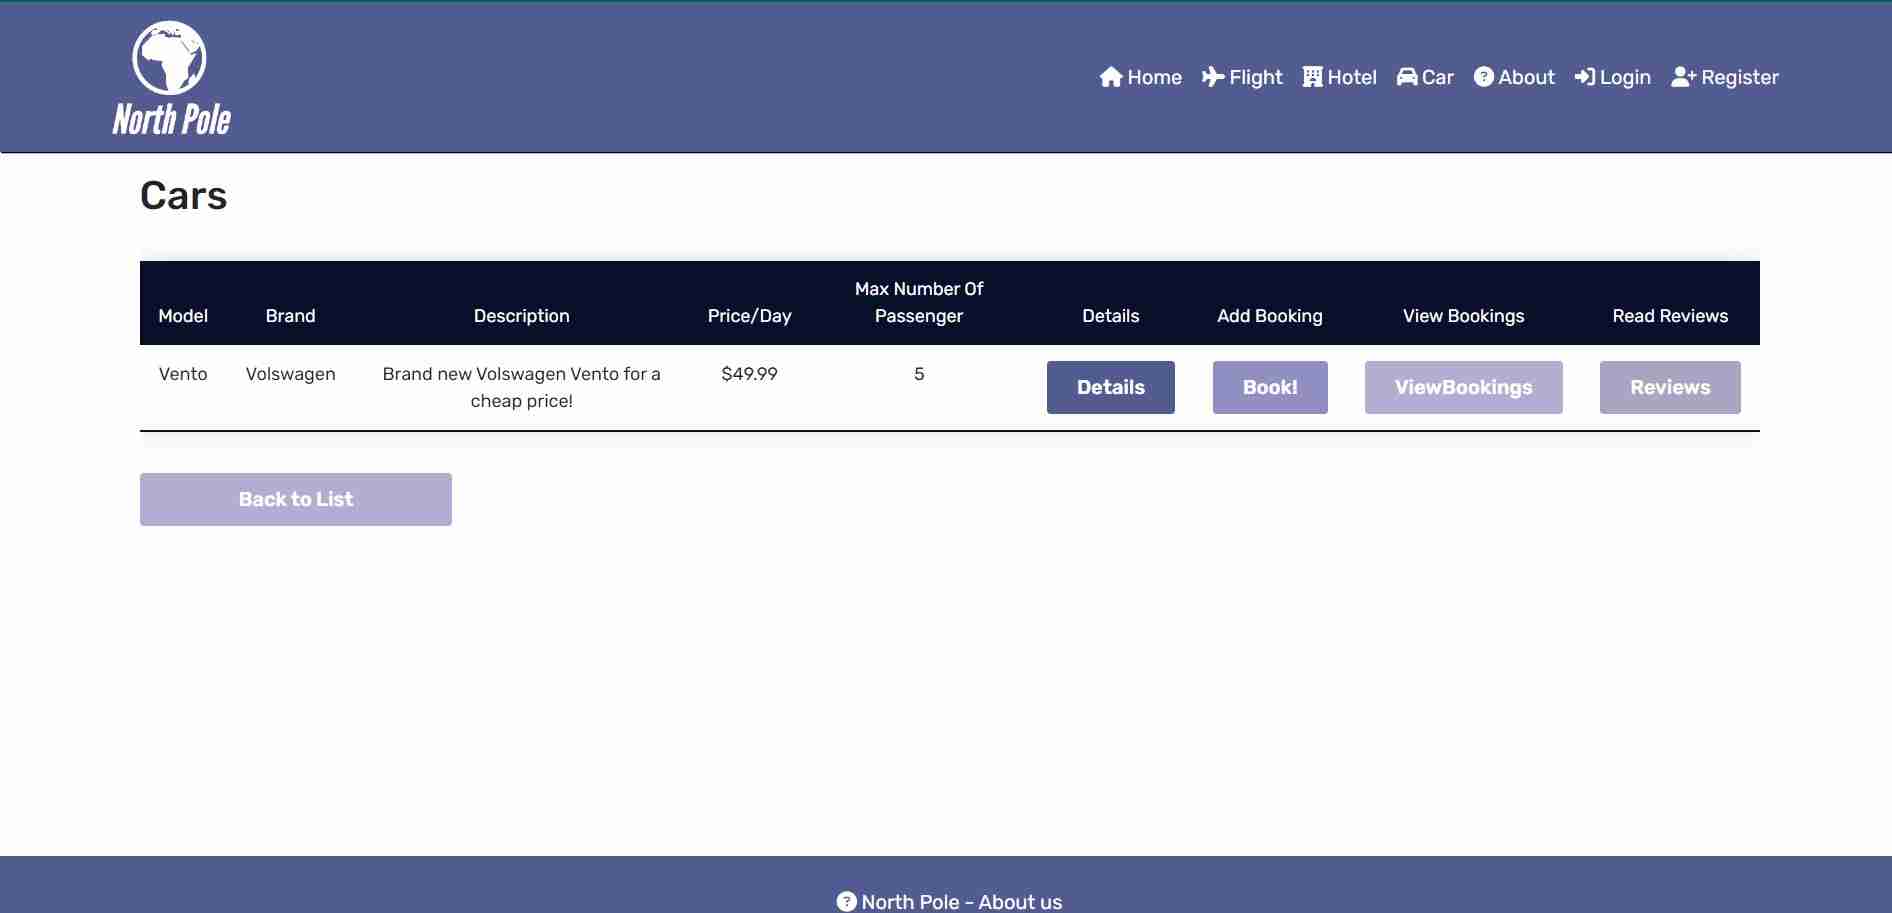 North Pole
Home Flight Hotel Car About Login Register
Cars
Max Number Of
Model Brand Description Price/Day Passenger Details Add Booking View Bookings Read Reviews
Vento Volswagen Brand new Volswagen Vento for a $49.99 5 Details Book! ViewBookings Reviews
cheap price!
Back to List
North Pole - About us